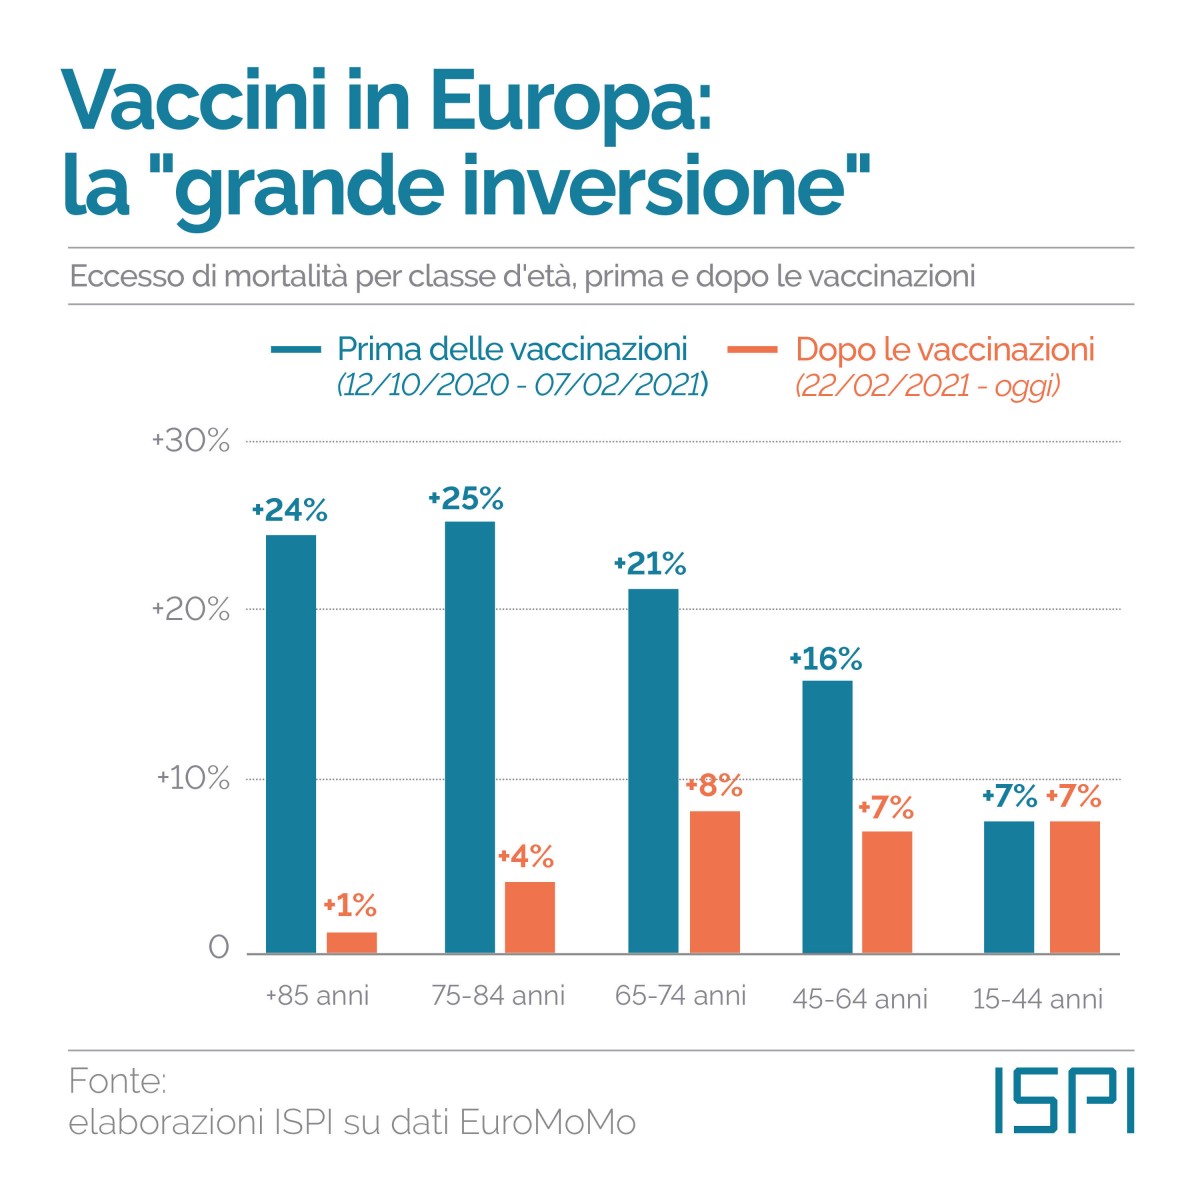 Vaccini in Europa:
la "grande inversione"
Eccesso di mortalità per classe d'età, prima e dopo le vaccinazioni
Prima delle vaccinazioni
(12/10/2020 - 07/02/2021)
Dopo le vaccinazioni
(22/02/2021 - oggi)
+30%
+20%
+10%
0
+24%
+1%
+25%
+4%
+21%
+8%
+16%
+7%
+7%
+7%
+85 anni
75-84 anni
65-74 anni
45-64 anni
15-44 anni
Fonte:
elaborazioni ISPI su dati EuroMoMo
ISPI